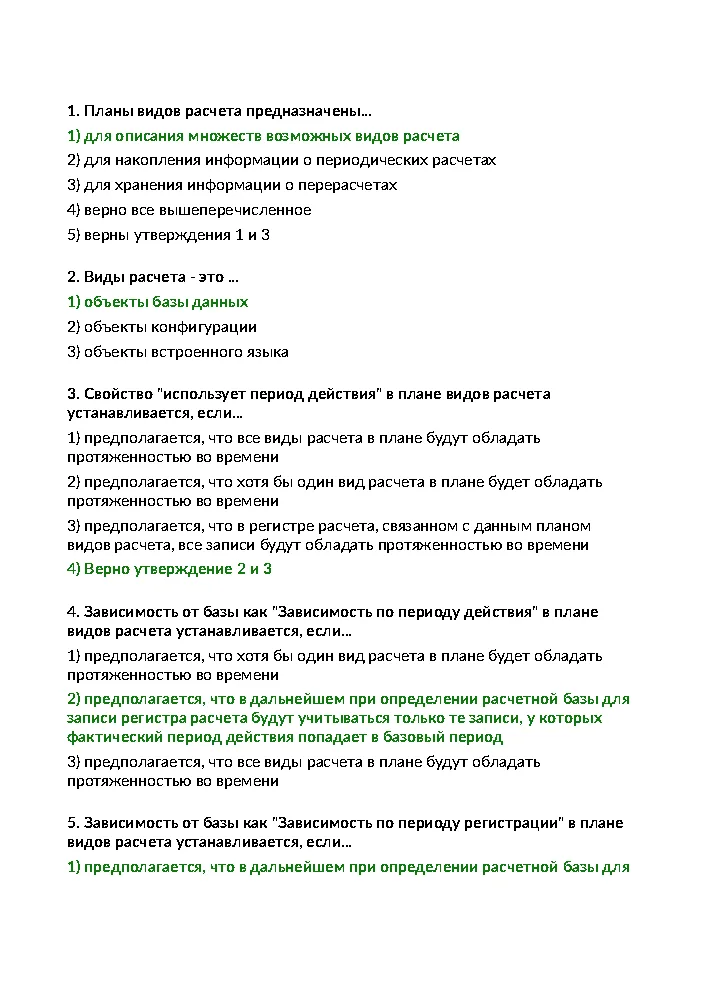 1. Планы видов расчета предназначены...
1) для описания множеств возможных видов расчета
2) для накопления информации о периодических расчетах
3) для хранения информации о перерасчетах
4) верно все вышеперечисленное
5) верны утверждения 1 и 3
2. Виды расчета - это ...
1) объекты базы данных
2) объекты конфигурации
3) объекты встроенного языка
3. Свойство "использует период действия" в плане видов расчета
устанавливается, если...
1) предполагается, что все виды расчета в плане будут обладать
протяженностью во времени
2) предполагается, что хотя бы один вид расчета в плане будет обладать
протяженностью во времени
3) предполагается, что в регистре расчета, связанном с данным планом
видов расчета, все записи будут обладать протяженностью во времени
4) Верно утверждение 2 и 3
4. Зависимость от базы как "Зависимость по периоду действия" в плане
видов расчета устанавливается, если...
1) предполагается, что хотя бы один вид расчета в плане будет обладать
протяженностью во времени
2) предполагается, что в дальнейшем при определении расчетной базы для
записи регистра расчета будут учитываться только те записи, у которых
фактический период действия попадает в базовый период
3) предполагается, что все виды расчета в плане будут обладать
протяженностью во времени
5. Зависимость от базы как "Зависимость по периоду регистрации" в плане
видов расчета устанавливается, если...
1) предполагается, что в дальнейшем при определении расчетной базы для